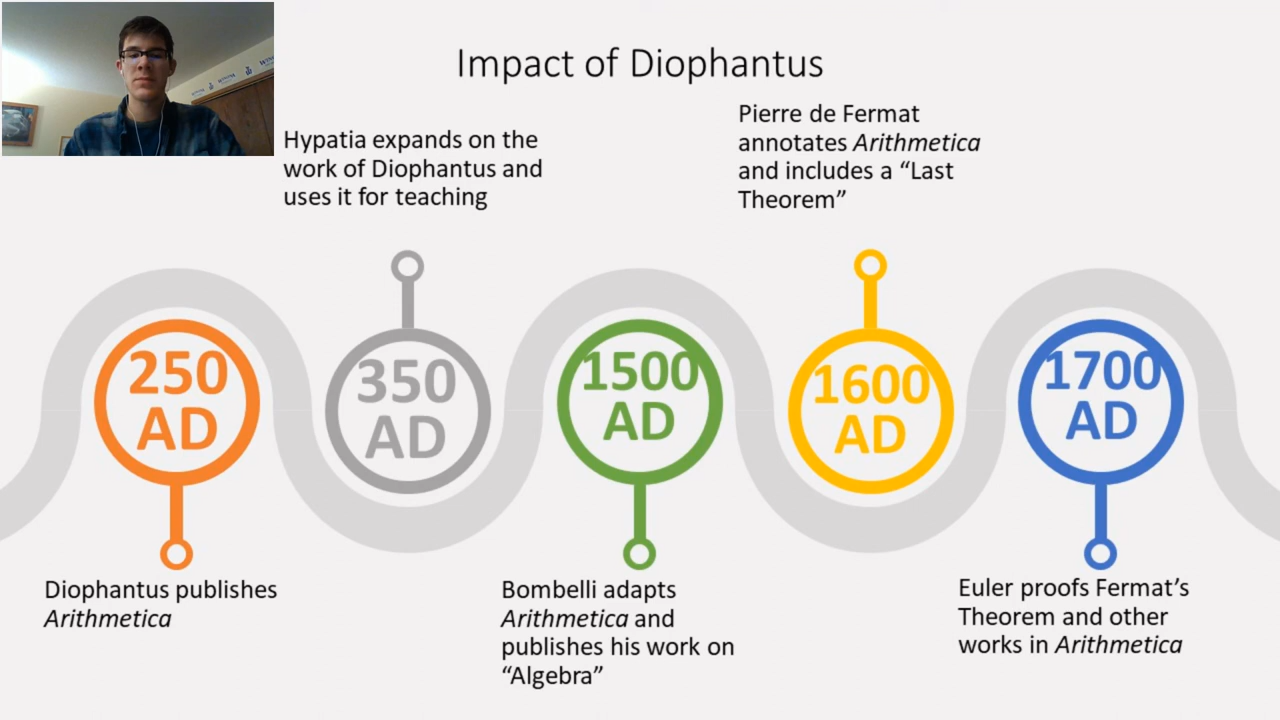 Impact of Diophantus
Hypatia expands on the
work of Diophantus and
uses it for teaching
Pierre de Fermat
annotates Arithmetica
and includes a “Last
Theorem”
250
AD
350
AD
1500
AD
1600
AD
1700
AD
Diophantus publishes
Arithmetica
Bombelli adapts
Arithmetica and
publishes his work on
“Algebra”
Euler proofs Fermat’s
Theorem and other
works in Arithmetica